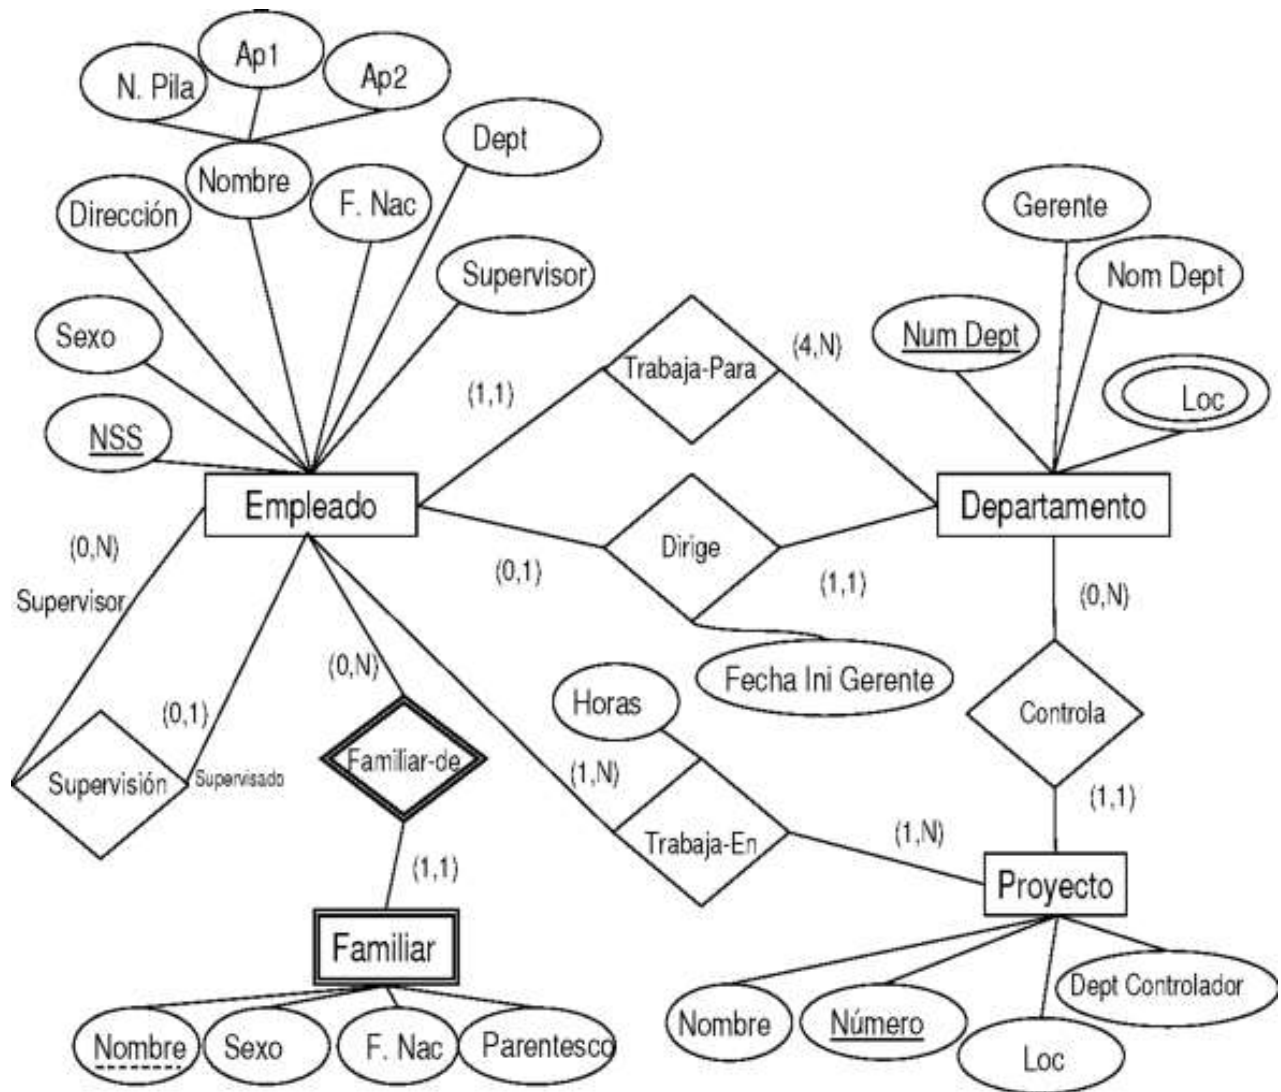 Ap1
N. Pila
Ap2
Dept
Nombre
F. Nac
Dirección
Gerente
Supervisor
Nom Dept
Sexo
Num Dept
(4,N)
Trabaja-Para
(1,1)
Loc
NSS
Empleado
Departamento
(0,N)
Dirige
(0,1)
(1,1)
Supervisor
(0,N)
(0,N)
Fecha Ini Gerente
Horas
(0,1)
Controla
Familiar-de
Supervisión
Supervisado
(1,N)
(1,1)
(1,N)
Trabaja-En
(1,1)
Proyecto
Familiar
Dept Controlador
Nombre
Número
Nombre
Sexo
F. Nac
Parentesco
Loc